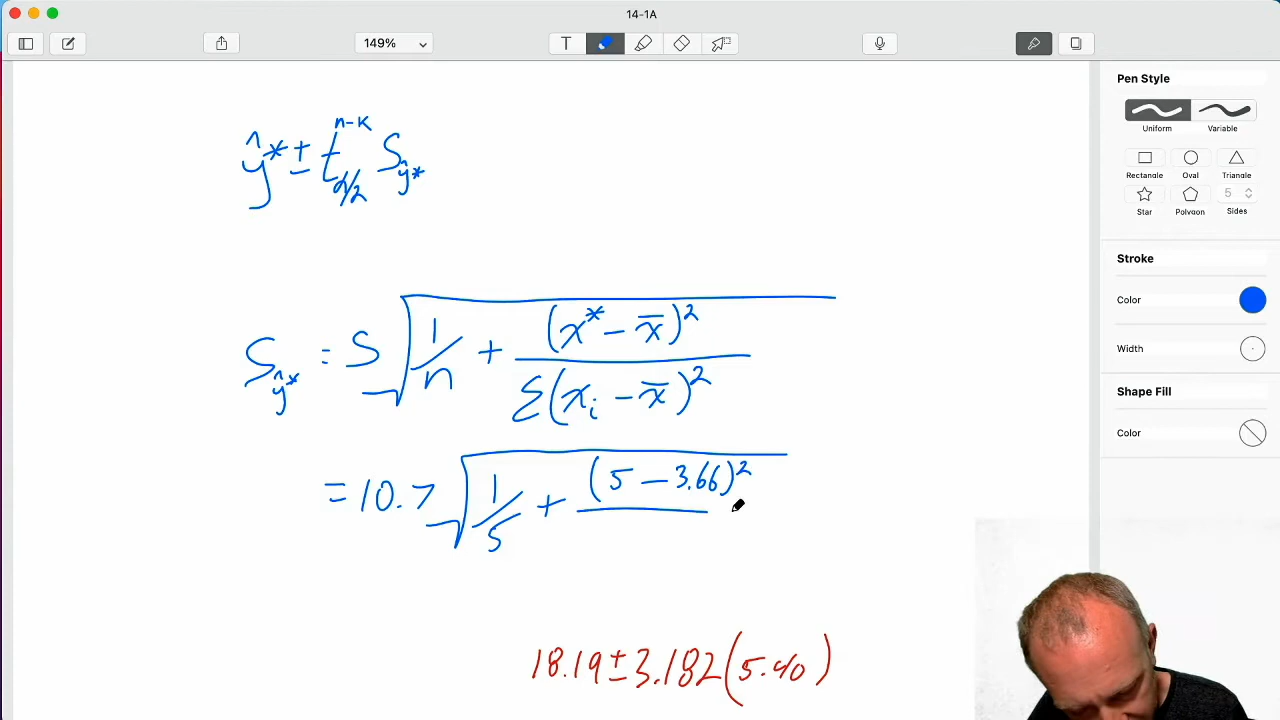 14-1A
149%
T
Pen Style
Uniform Variable
Rectangle Oval Triangle
5
Star Polygon Sides
Stroke
Color
Width
Shape Fill
Color
ŷ* ± t n-k α/2 S ŷ*
S ŷ* = S √ 1/n + (x* - x̄)² / Σ(xᵢ - x̄)²
= 10.7 √ 1/5 + (5 - 3.66)²
18.19 ± 3.182 (5.40)